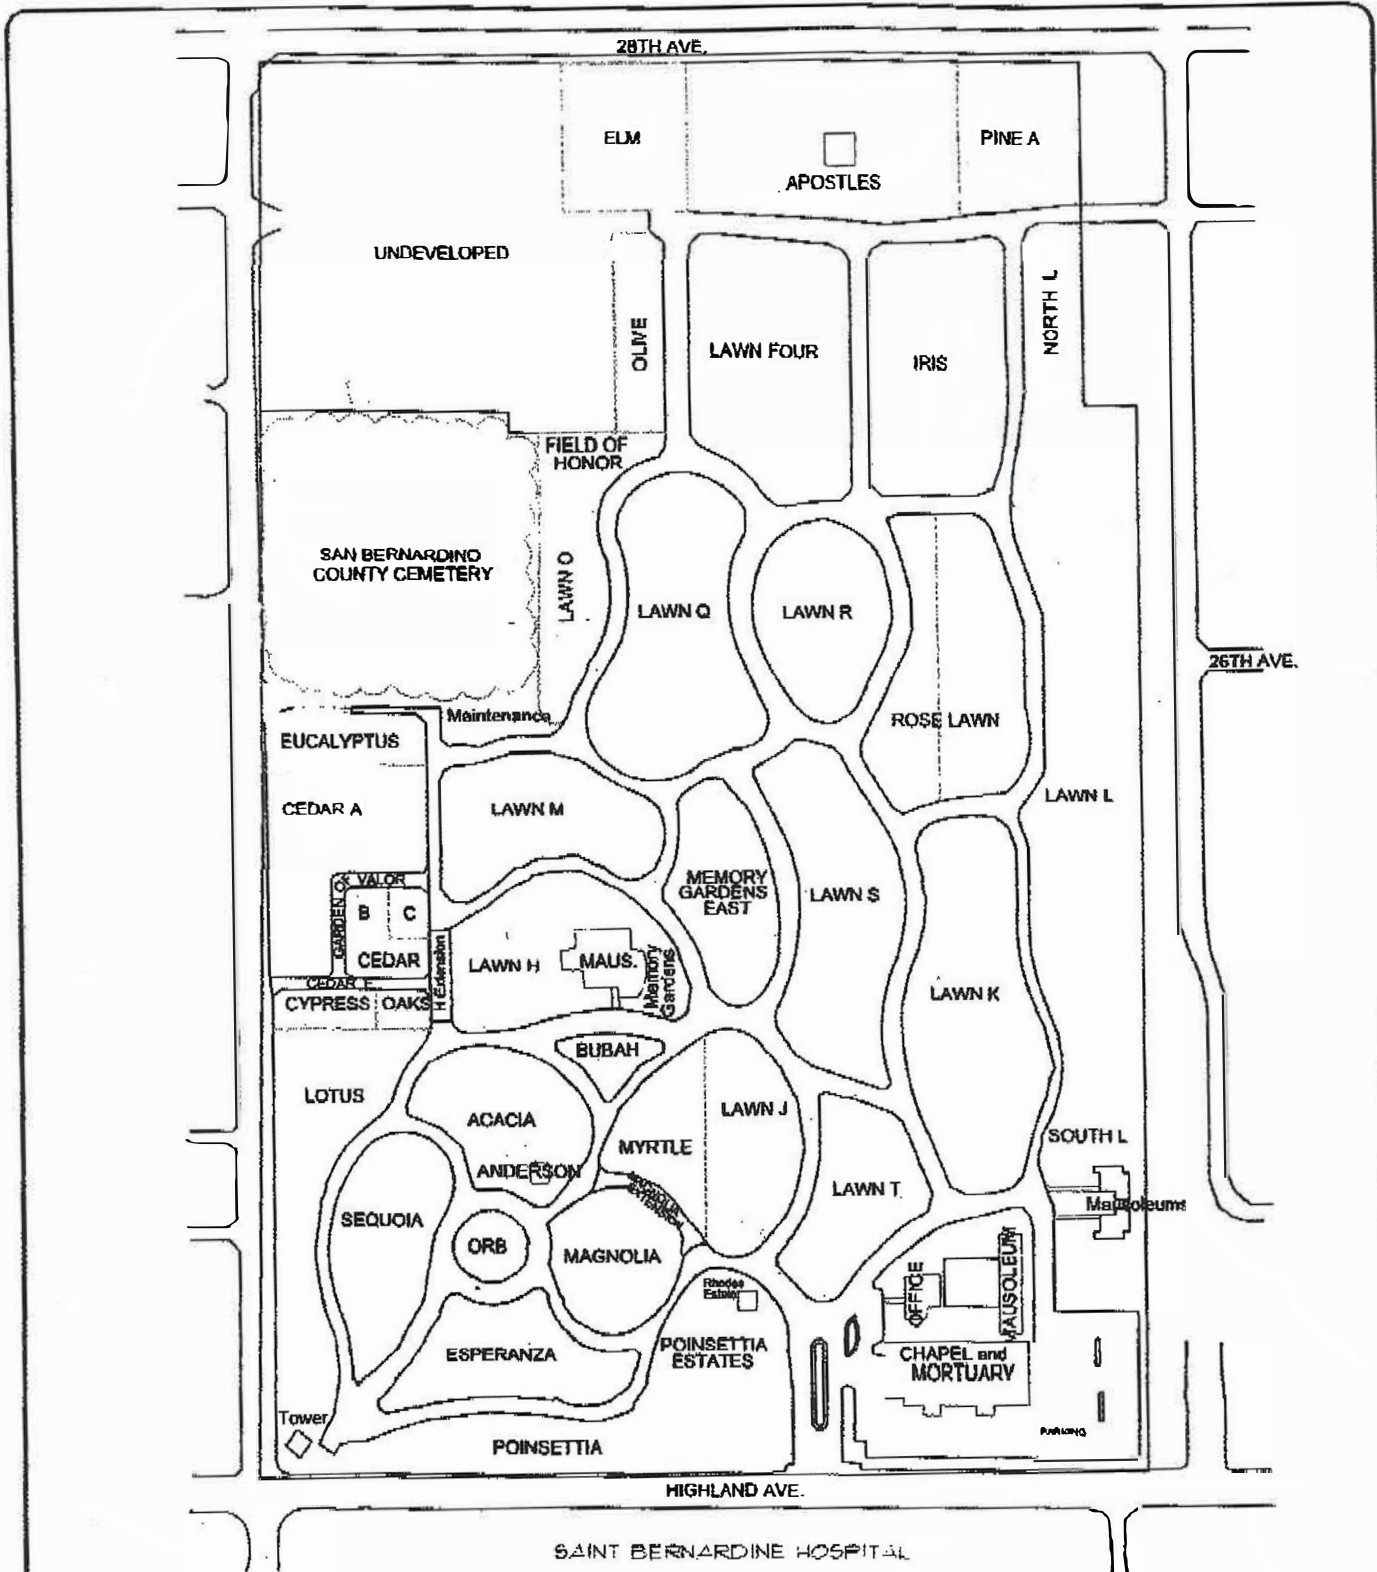 28TH AVE.
ELM
PINE A
APOSTLES
UNDEVELOPED
NORTH L
OLIVE
LAWN FOUR
IRIS
FIELD OF
HONOR
SAN BERNARDINO
COUNTY CEMETERY
LAWN O
LAWN Q
LAWN R
26TH AVE.
Maintenance
ROSE LAWN
EUCALYPTUS
CEDAR A
LAWN M
LAWN L
MEMORY
GARDENS
EAST
LAWN S
VALOR
GARDEN OF
B
C
CEDAR
H Extension
LAWN H
MAUS.
Memory
Gardens
LAWN K
CYPRESS
OAKS
BUBAH
LOTUS
ACACIA
LAWN J
MYRTLE
SOUTH L
ANDERSON
MAGNOLIA
EXTENSION
LAWN T
Mausoleums
SEQUOIA
ORB
MAGNOLIA
Rhodes
Estate
OFFICE
MAUSOLEUM
ESPERANZA
POINSETTIA
ESTATES
CHAPEL and
MORTUARY
Tower
PARKING
POINSETTIA
HIGHLAND AVE.
SAINT BERNARDINE HOSPITAL